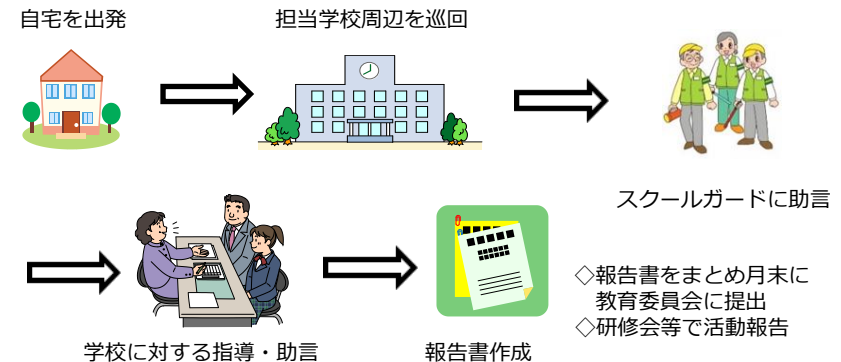 自宅を出発
担当学校周辺を巡回
スクールガードに助言
学校に対する指導・助言
報告書作成
◇報告書をまとめ月末に
教育委員会に提出
◇研修会等で活動報告